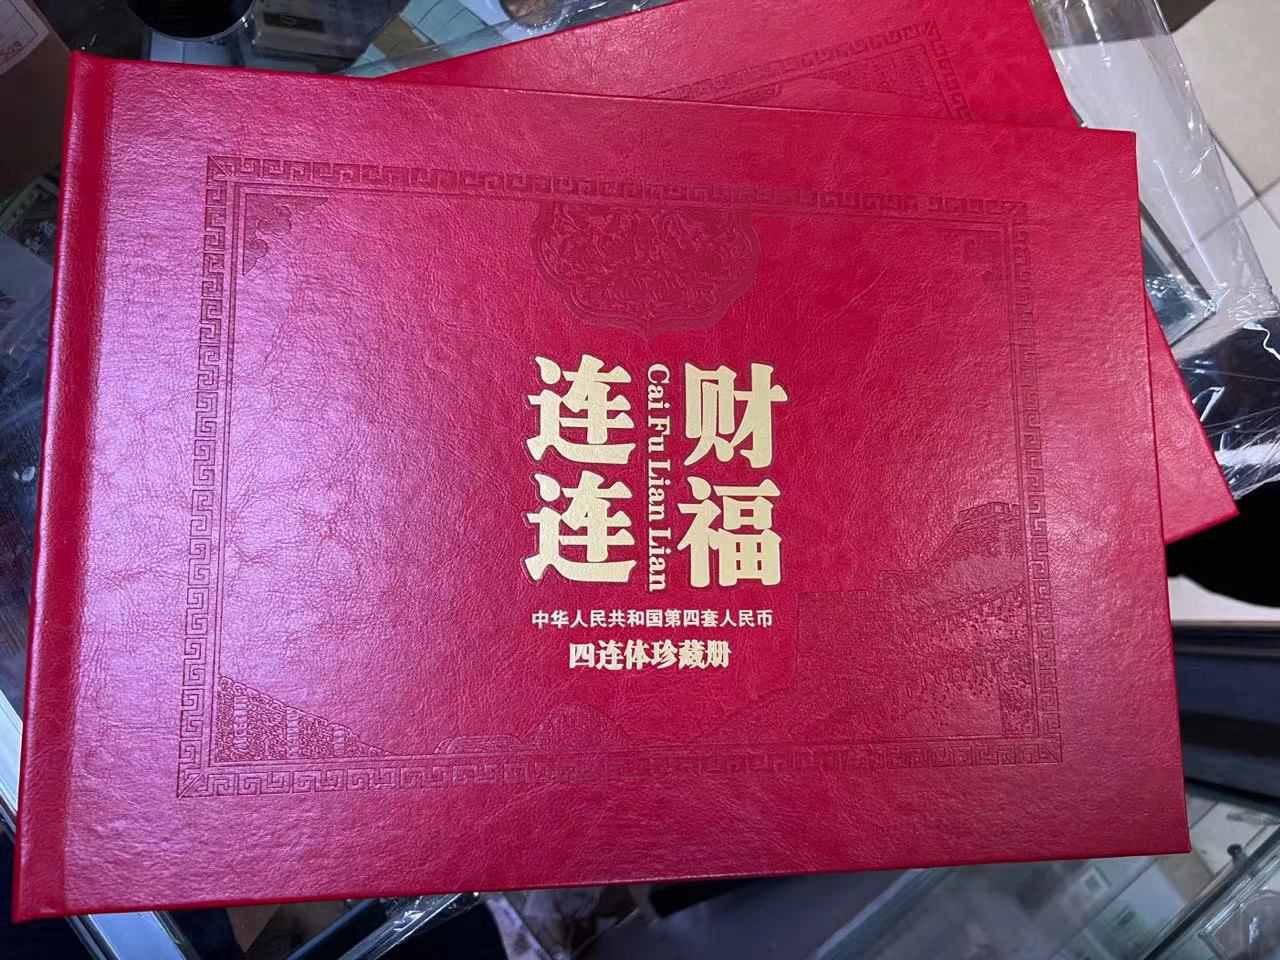 财福
连连
Cai Fu Lian Lian
中华人民共和国第四套人民币
四连体珍藏册